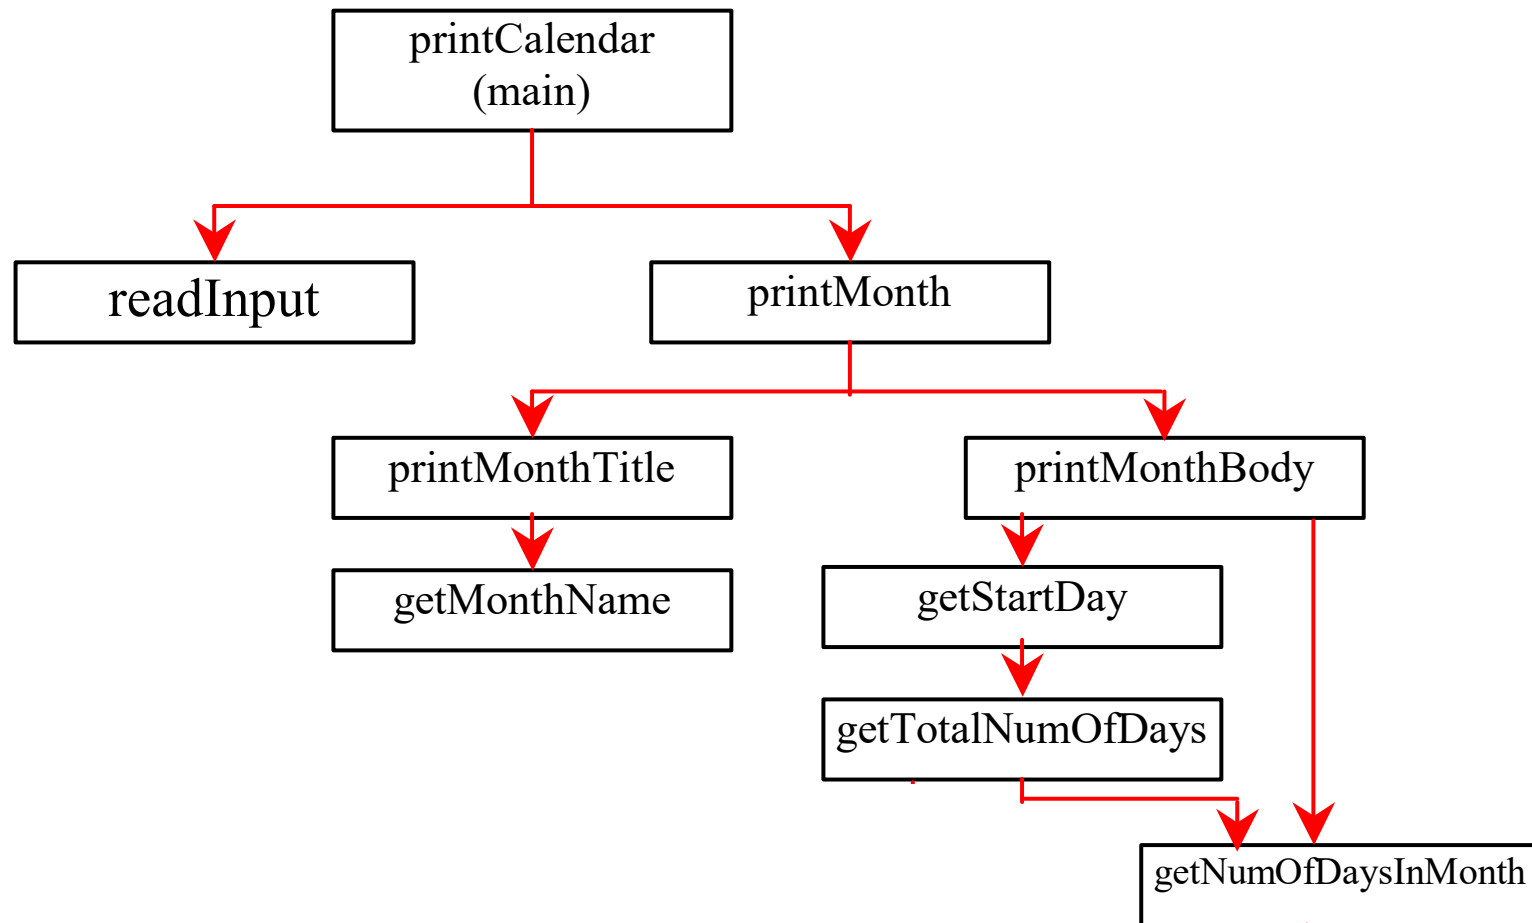 printCalendar
(main)
readInput
printMonth
printMonthTitle
printMonthBody
getMonthName
getStartDay
getTotalNumOfDays
getNumOfDaysInMonth